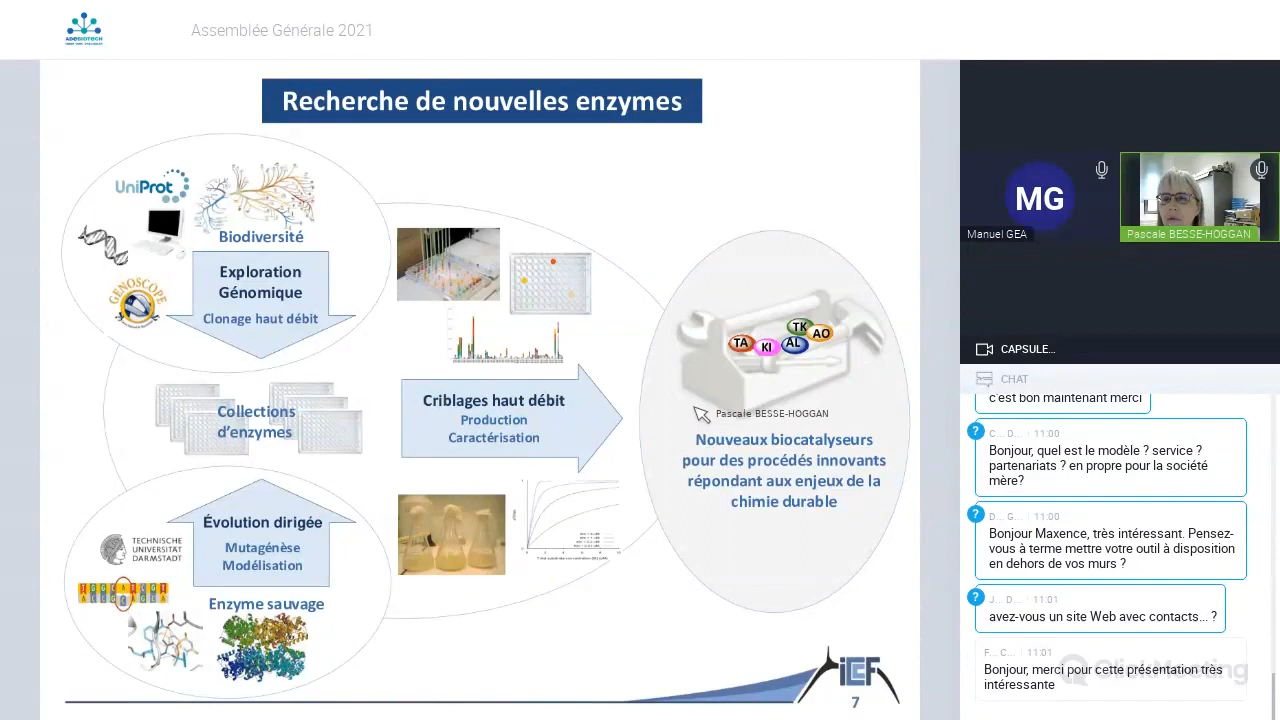 ADEBIOTECH
Assemblée Générale 2021
Recherche de nouvelles enzymes
UniProt
Biodiversité
GENOSCOPE
Exploration
Génomique
Clonage haut débit
Collections
d'enzymes
Évolution dirigée
Mutagénèse
Modélisation
TECHNISCHE
UNIVERSITÄT
DARMSTADT
Enzyme sauvage
Criblages haut débit
Production
Caractérisation
TA
KI
TK
AL
AO
Pascale BESSE-HOGGAN
Nouveaux biocatalyseurs
pour des procédés innovants
répondant aux enjeux de la
chimie durable
iCCF
7
MG
Manuel GEA
Pascale BESSE-HOGGAN
CAPSULE...
CHAT
c'est bon maintenant merci
C... D... 11:00
Bonjour, quel est le modèle ? service ?
partenariats ? en propre pour la société
mère?
D... G... 11:00
Bonjour Maxence, très intéressant. Pensez-
vous à terme mettre votre outil à disposition
en dehors de vos murs ?
J... D... 11:01
avez-vous un site Web avec contacts... ?
F... C... 11:01
Bonjour, merci pour cette présentation très
intéressante
ClickMeeting